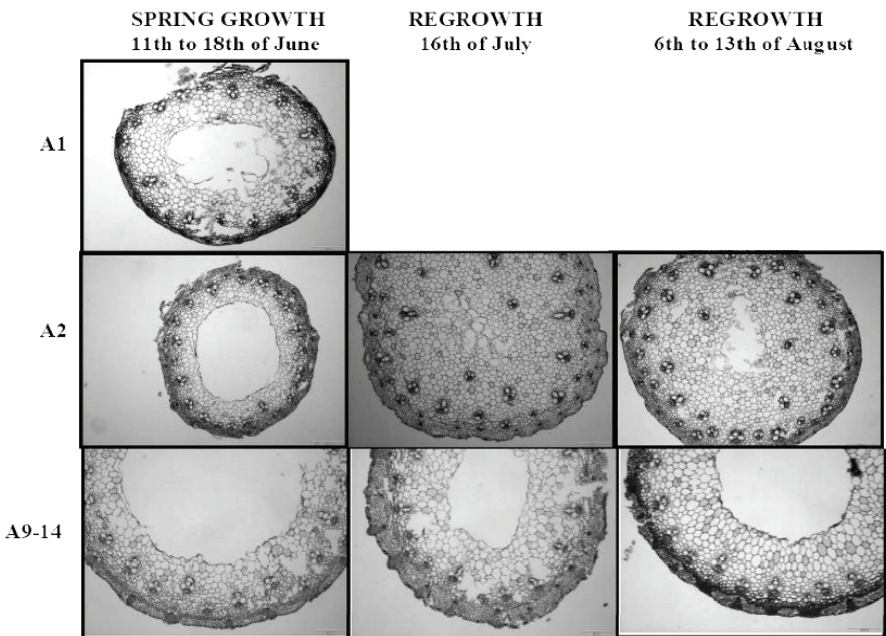 SPRING GROWTH
11th to 18th of June
REGROWTH
16th of July
REGROWTH
6th to 13th of August
A1
A2
A9-14